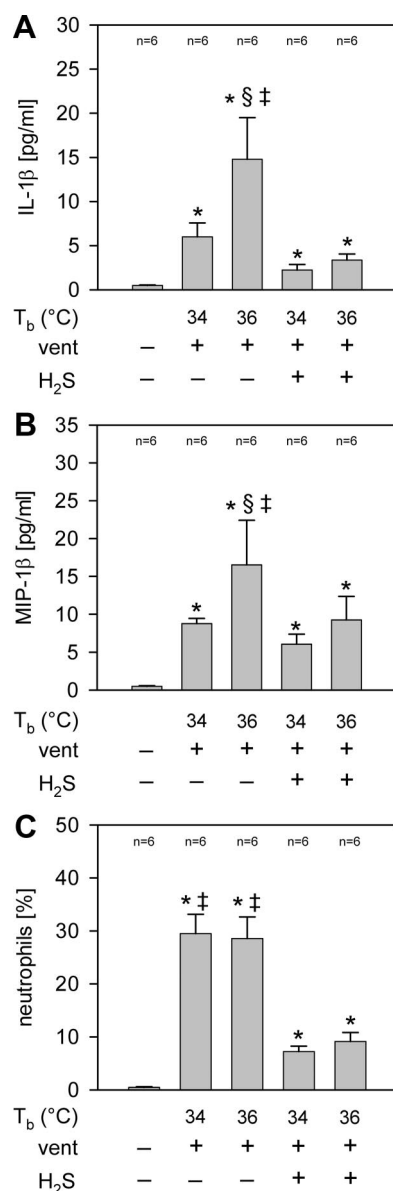 A
n=6 n=6 n=6 n=6 n=6
30
25
20
15
10
5
0
IL-1β [pg/ml]
* * § ‡ * *
Tb (°C) 34 36 34 36
vent – + + + +
H2S – – – + +
B
n=6 n=6 n=6 n=6 n=6
35
30
25
20
15
10
5
0
MIP-1β [pg/ml]
* * § ‡ * *
Tb (°C) 34 36 34 36
vent – + + + +
H2S – – – + +
C
n=6 n=6 n=6 n=6 n=6
50
40
30
20
10
0
neutrophils [%]
* ‡ * ‡ * *
Tb (°C) 34 36 34 36
vent – + + + +
H2S – – – + +